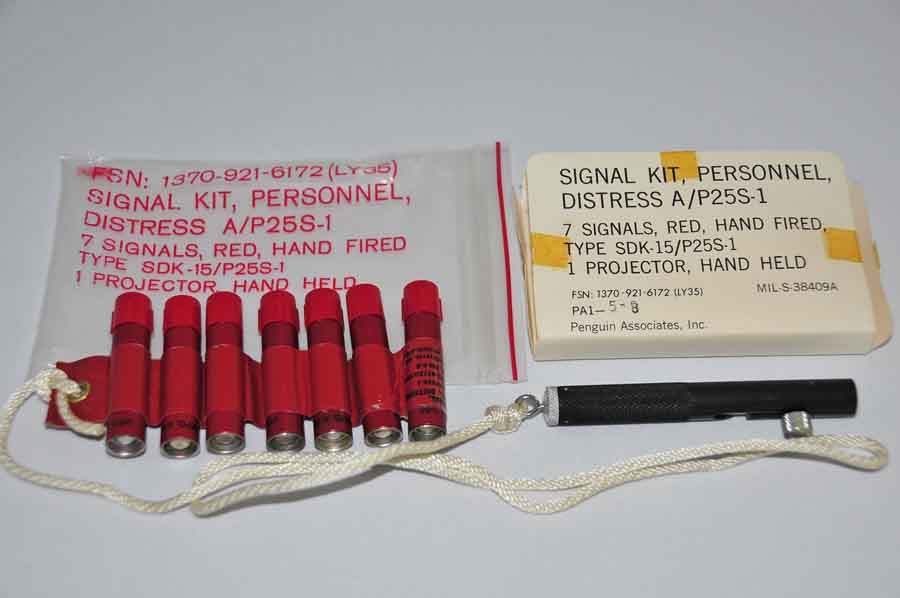 FSN: 1370-921-6172 (LY35)
SIGNAL KIT, PERSONNEL,
DISTRESS A/P25S-1
7 SIGNALS, RED, HAND FIRED
TYPE SDK-15/P25S-1
1 PROJECTOR, HAND HELD
SIGNAL KIT, PERSONNEL,
DISTRESS A/P25S-1
7 SIGNALS, RED, HAND FIRED,
TYPE SDK-15/P25S-1
1 PROJECTOR, HAND HELD
FSN: 1370-921-6172 (LY35) MIL-S-38409A
PA1-5-8
Penguin Associates, Inc.